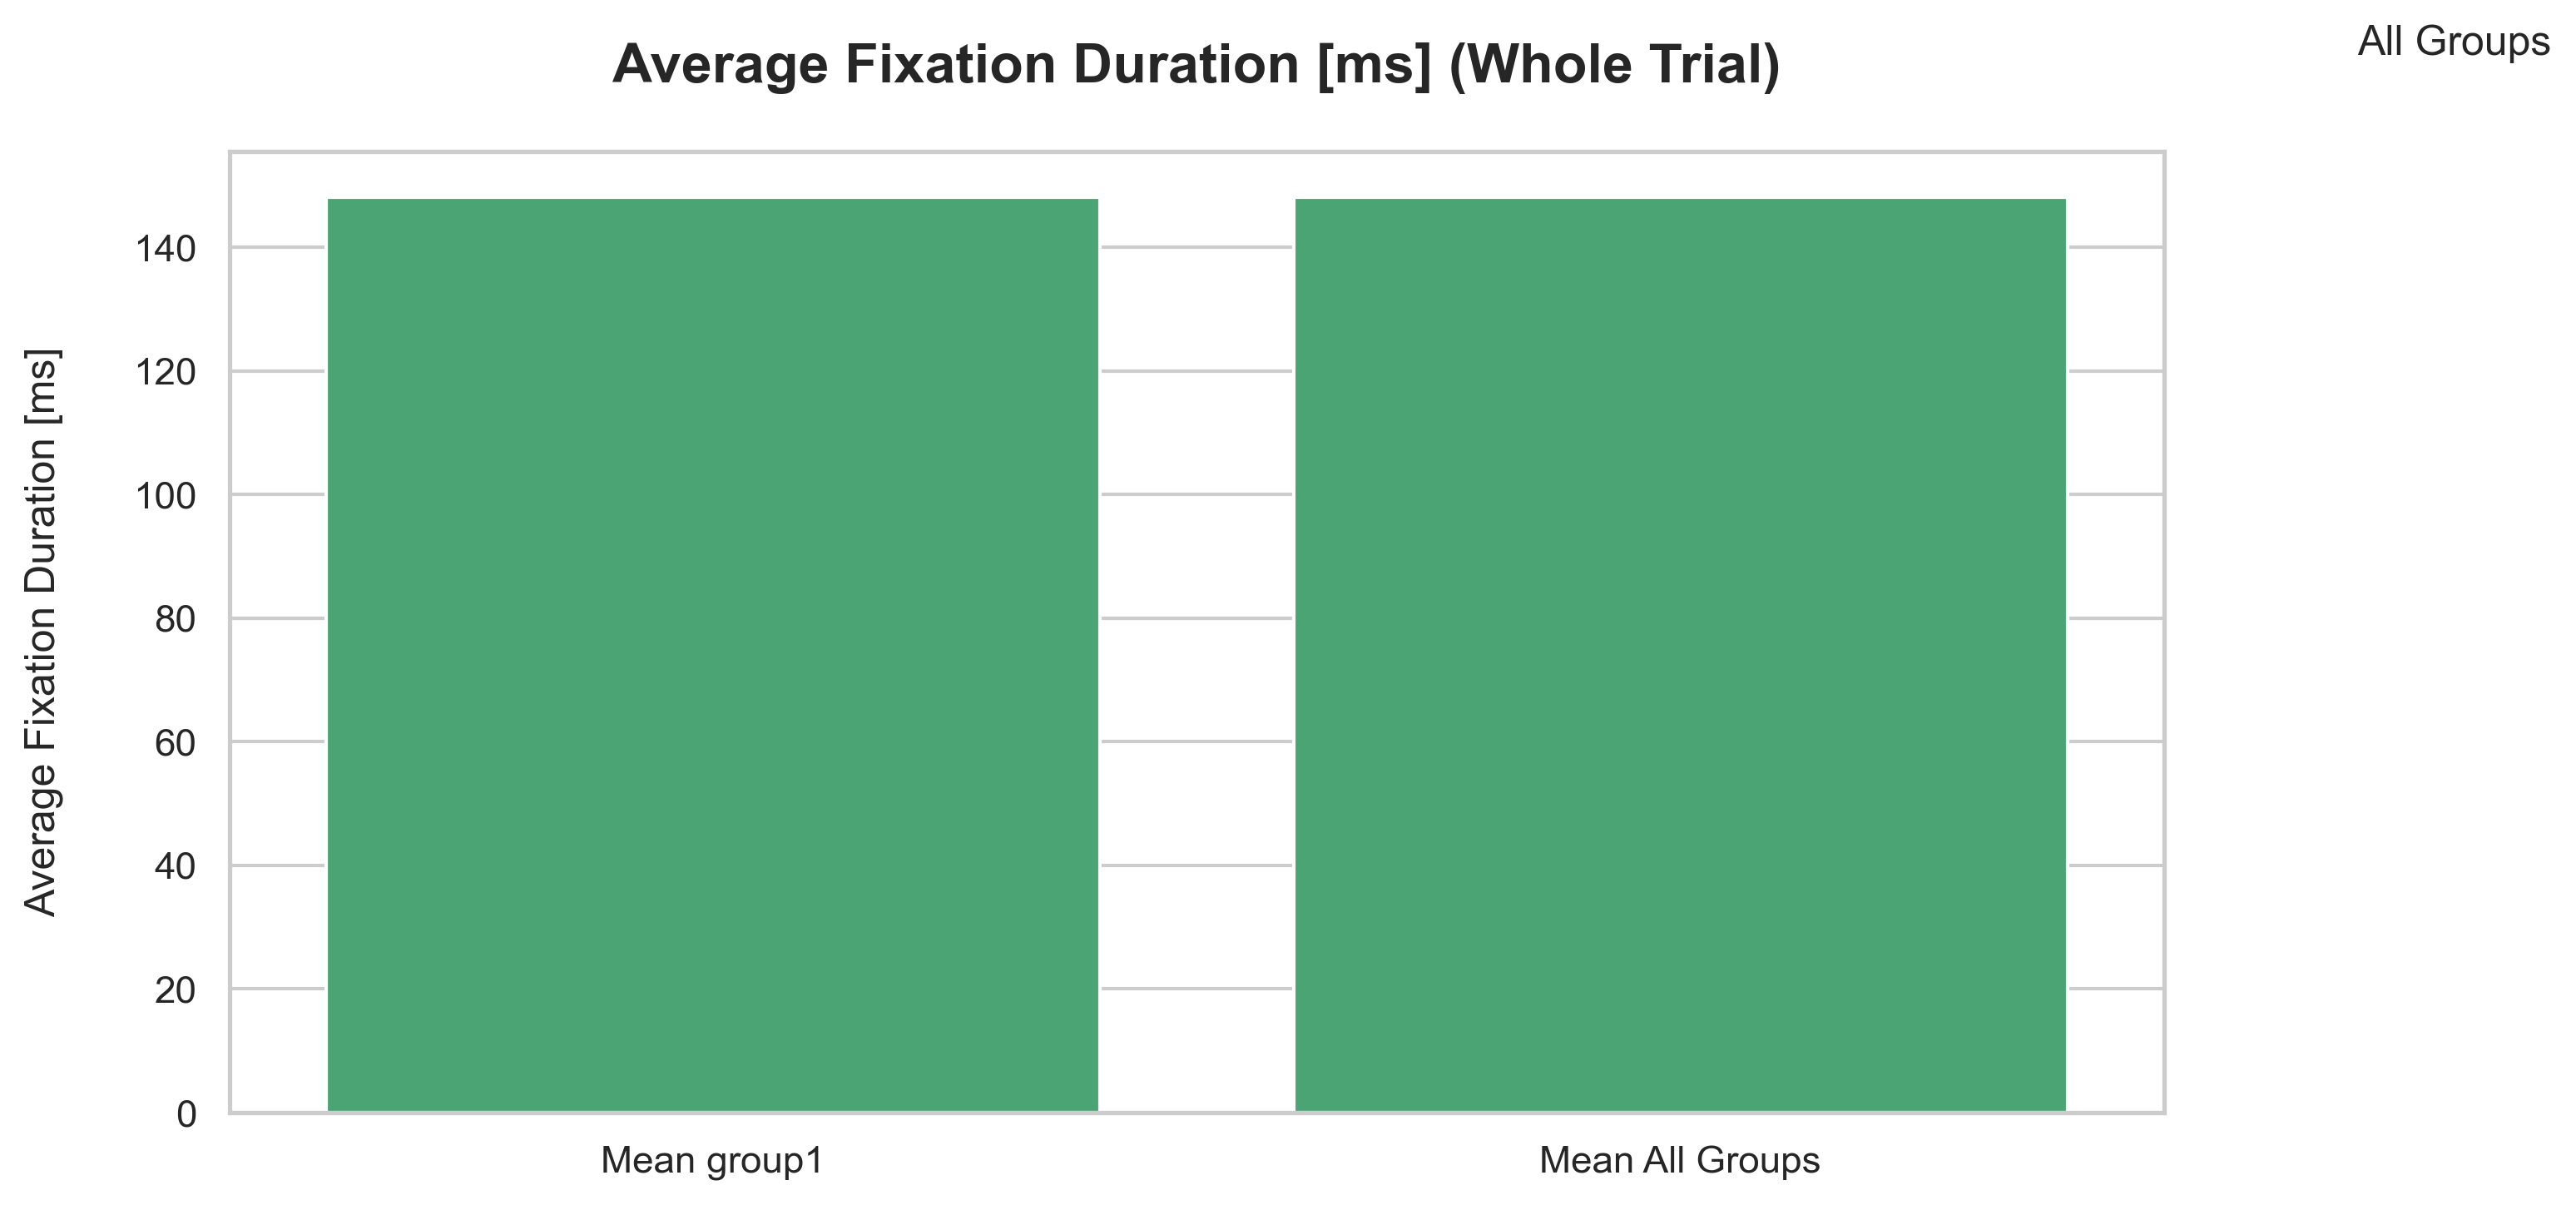 All Groups
Average Fixation Duration [ms] (Whole Trial)
Average Fixation Duration [ms]
140
120
100
80
60
40
20
0
Mean group1
Mean All Groups